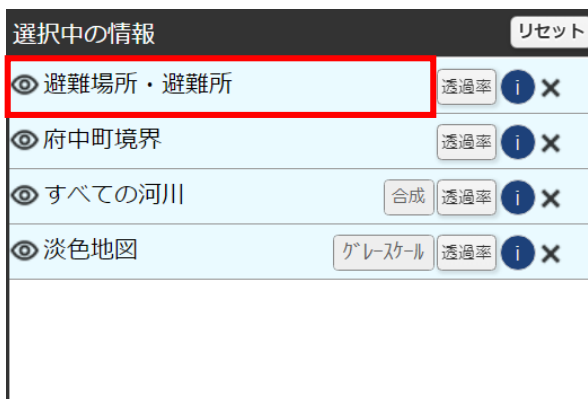 選択中の情報 リセット
避難場所・避難所 透過率 i
府中町境界 透過率 i
すべての河川 合成 透過率 i
淡色地図 グレースケール 透過率 i